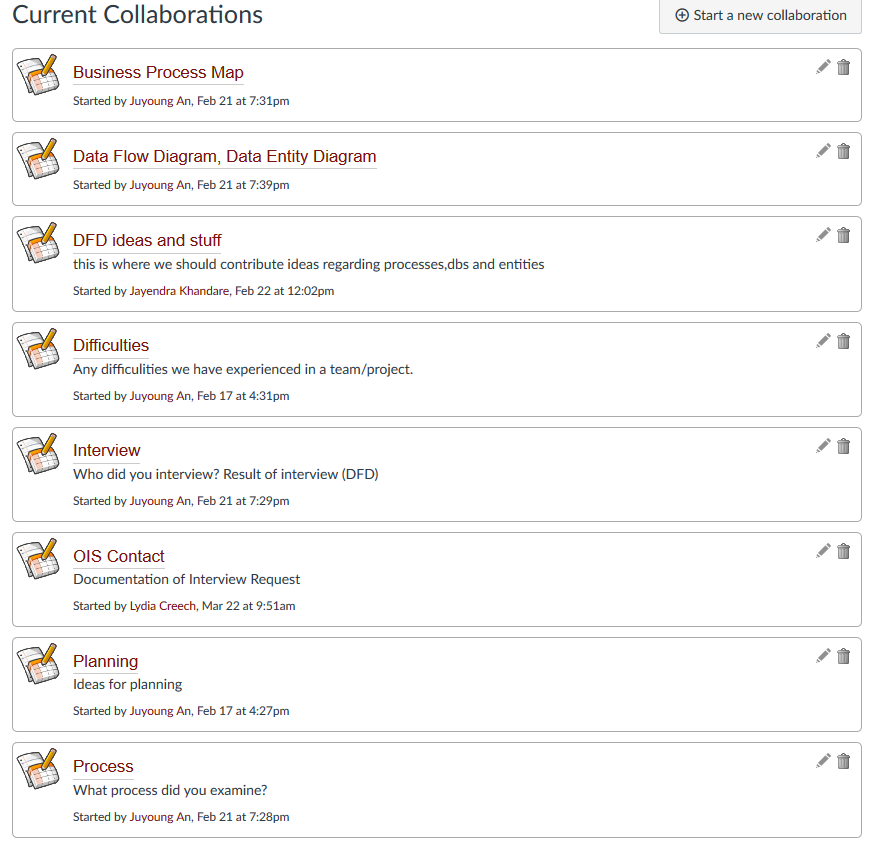 Current Collaborations
Start a new collaboration
Business Process Map
Started by Juyoung An, Feb 21 at 7:31pm
Data Flow Diagram, Data Entity Diagram
Started by Juyoung An, Feb 21 at 7:39pm
DFD ideas and stuff
this is where we should contribute ideas regarding processes,dbs and entities
Started by Jayendra Khandare, Feb 22 at 12:02pm
Difficulties
Any difficulities we have experienced in a team/project.
Started by Juyoung An, Feb 17 at 4:31pm
Interview
Who did you interview? Result of interview (DFD)
Started by Juyoung An, Feb 21 at 7:29pm
OIS Contact
Documentation of Interview Request
Started by Lydia Creech, Mar 22 at 9:51am
Planning
Ideas for planning
Started by Juyoung An, Feb 17 at 4:27pm
Process
What process did you examine?
Started by Juyoung An, Feb 21 at 7:28pm